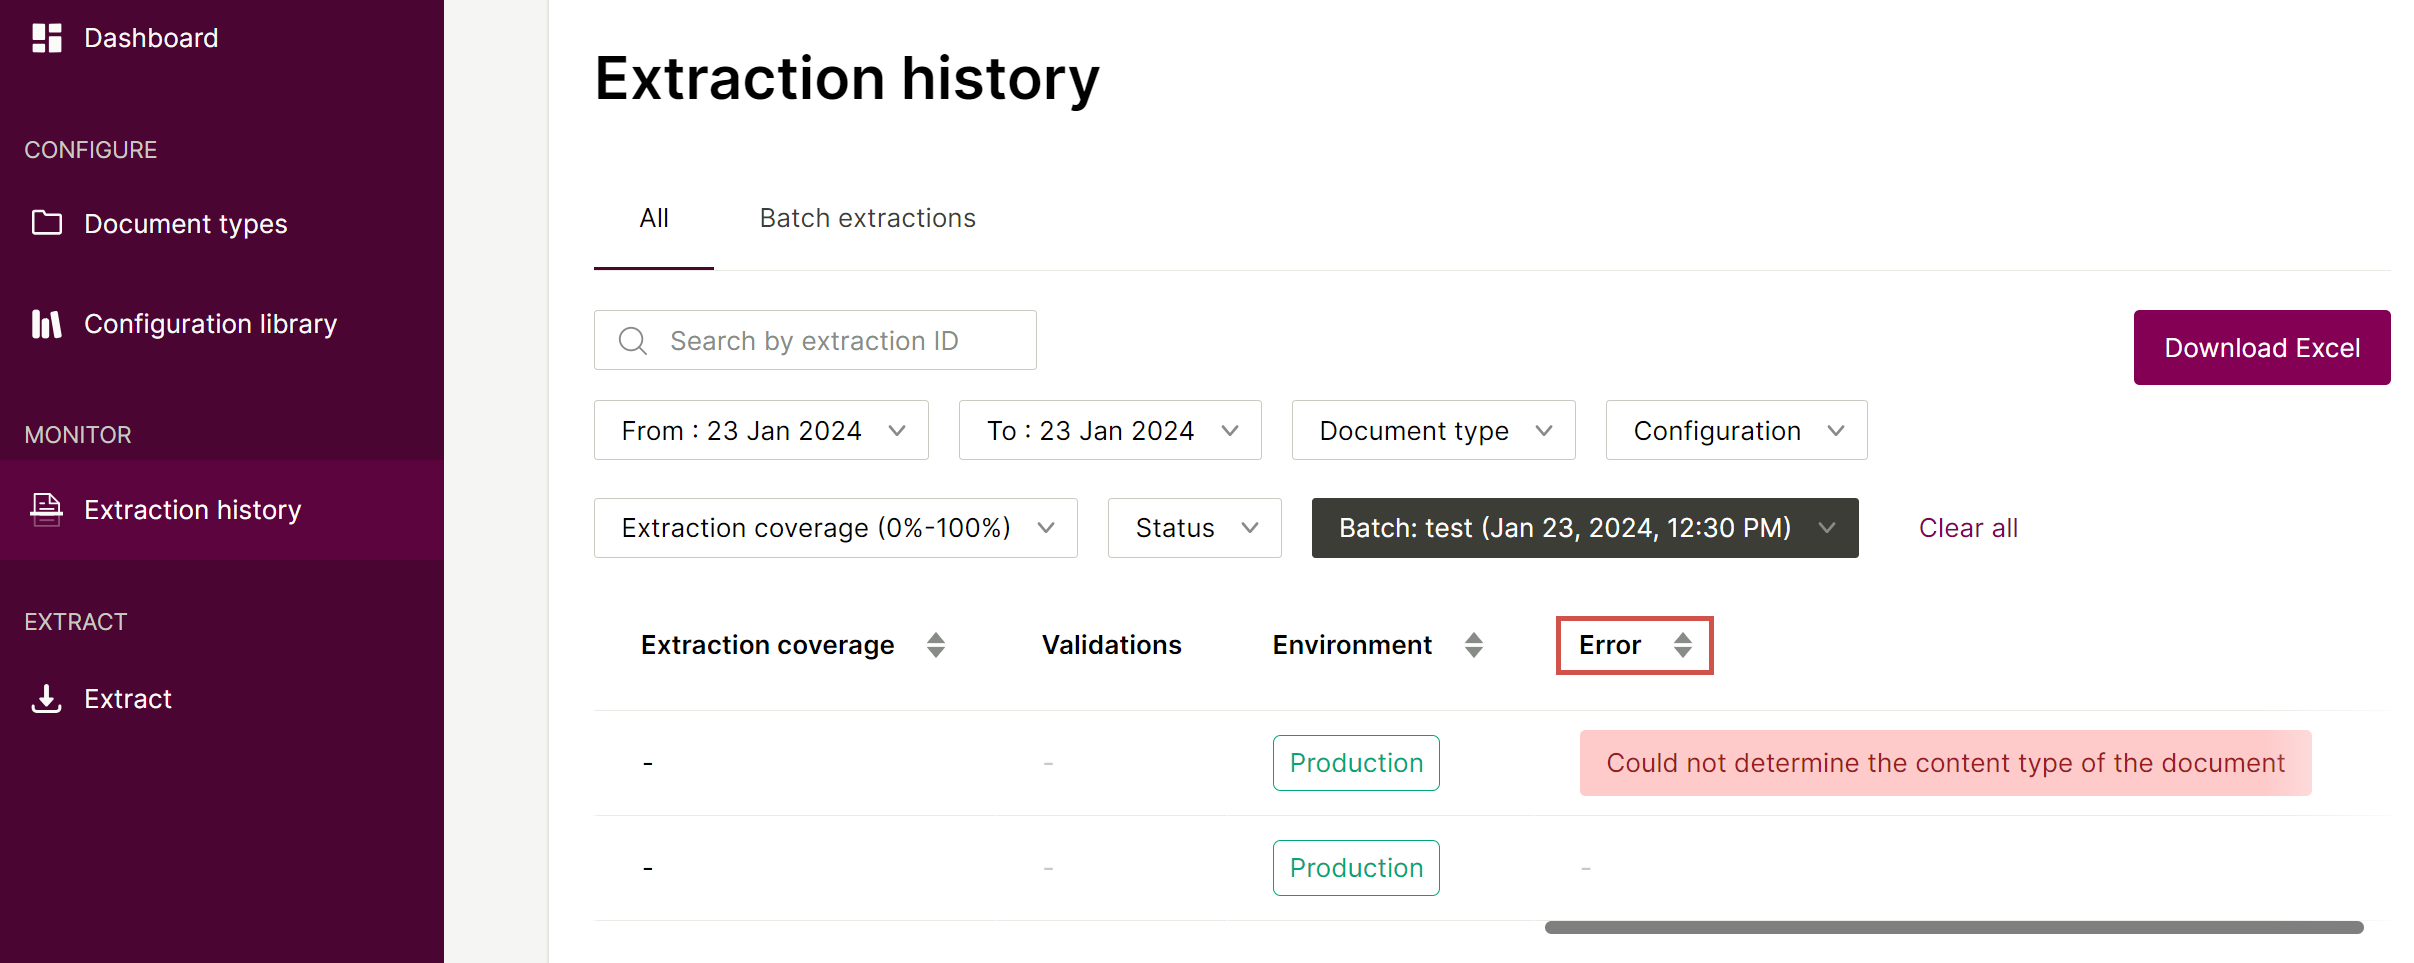 Dashboard
CONFIGURE
Document types
Configuration library
MONITOR
Extraction history
EXTRACT
Extract
Extraction history
All
Batch extractions
Search by extraction ID
Download Excel
From : 23 Jan 2024
To : 23 Jan 2024
Document type
Configuration
Extraction coverage (0%-100%)
Status
Batch: test (Jan 23, 2024, 12:30 PM)
Clear all
Extraction coverage Validations Environment Error
- - Production Could not determine the content type of the document
- - Production -